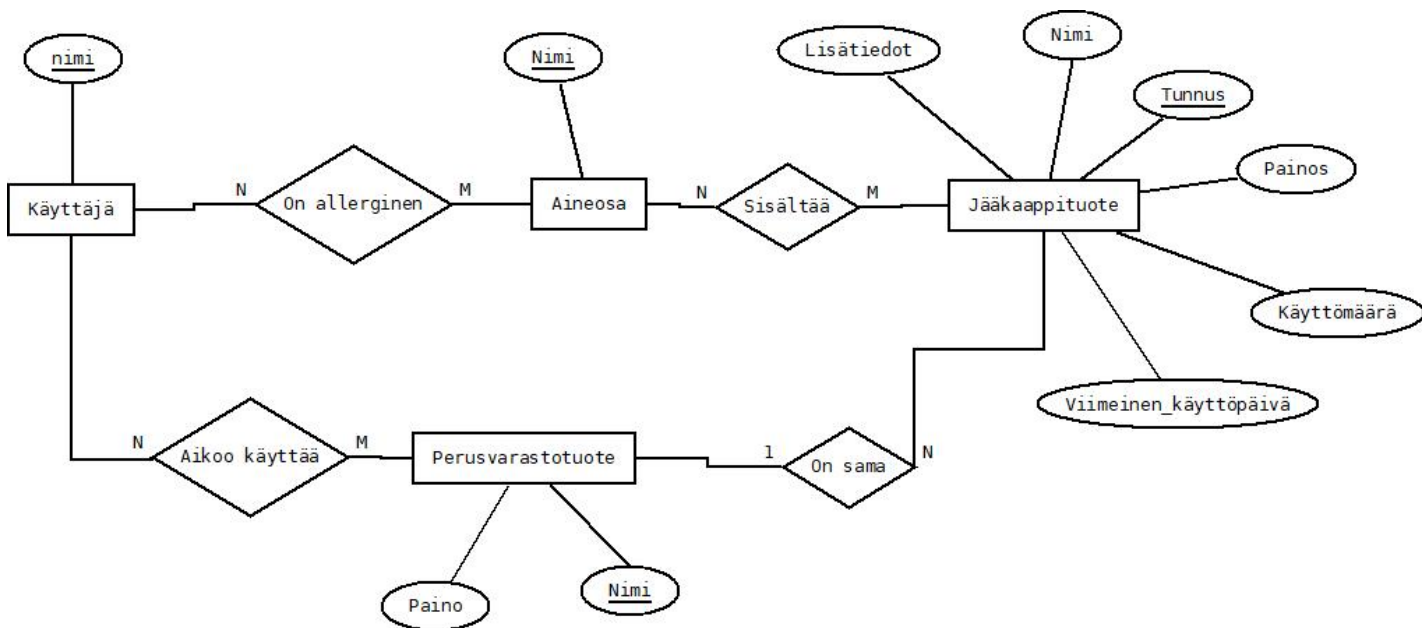 nimi
Nimi
Lisätiedot
Nimi
Tunnus
Painos
Käyttäjä
N
On allerginen
M
Aineosa
N
Sisältää
M
Jääkaappituote
Käyttömäärä
Viimeinen_käyttöpäivä
N
Aikoo käyttää
M
Perusvarastotuote
1
On sama
N
Paino
Nimi